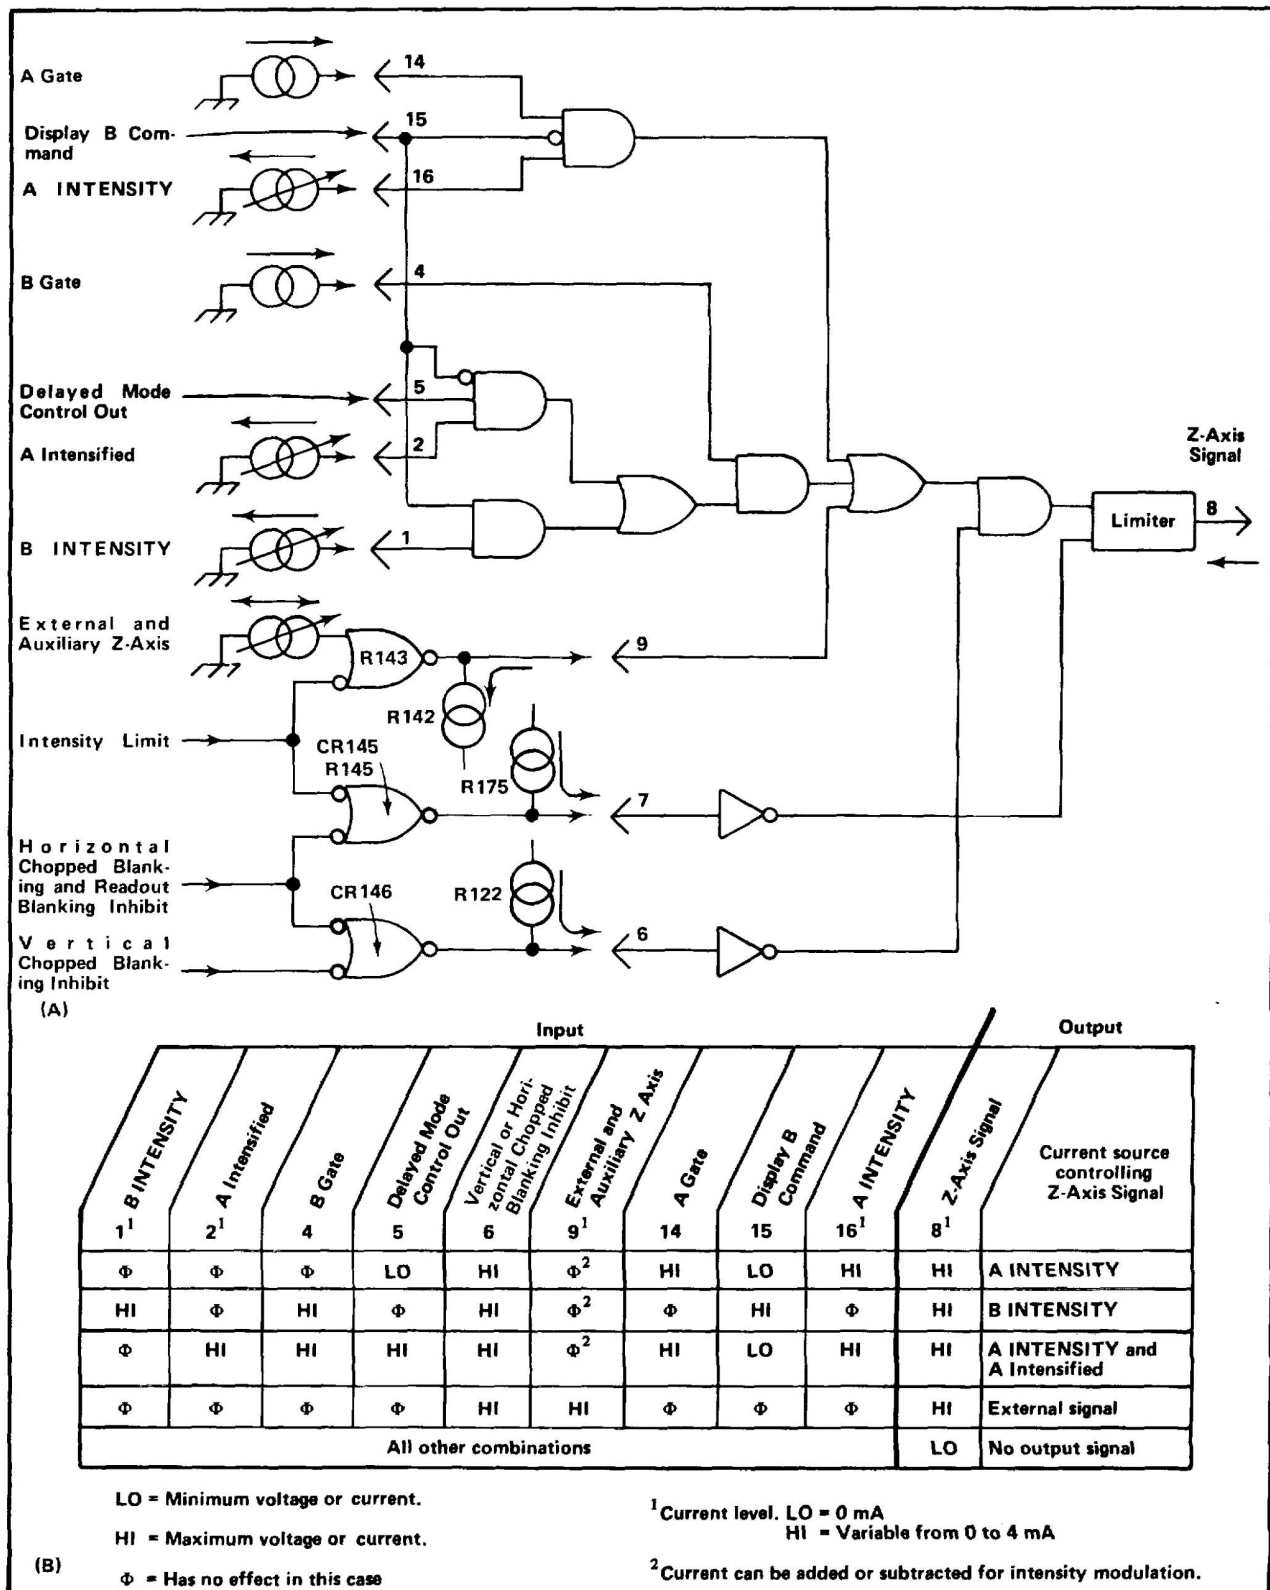 A Gate
14
Display B Com-
mand
15
A INTENSITY
16
B Gate
4
Delayed Mode
Control Out
5
A Intensified
2
B INTENSITY
1
Z-Axis
Signal
8
Limiter
External and
Auxiliary Z-Axis
R143
9
R142
Intensity Limit
CR145
R145
R175
7
Horizontal
Chopped Blank-
ing and Readout
Blanking Inhibit
CR146
R122
6
Vertical
Chopped Blank-
ing Inhibit
(A)
Input
Output
B INTENSITY
A Intensified
B Gate
Delayed Mode
Control Out
Vertical or Hori-
zontal Chopped
Blanking Inhibit
External and
Auxiliary Z Axis
A Gate
Display B
Command
A INTENSITY
Z-Axis Signal
Current source
controlling
Z-Axis Signal
1¹ 2¹ 4 5 6 9¹ 14 15 16¹ 8¹
Φ Φ Φ LO HI Φ² HI LO HI HI A INTENSITY
HI Φ HI Φ HI Φ² Φ HI Φ HI B INTENSITY
Φ HI HI HI HI Φ² HI LO HI HI A INTENSITY and
A Intensified
Φ Φ Φ Φ HI HI Φ Φ Φ HI External signal
All other combinations LO No output signal
LO = Minimum voltage or current.
HI = Maximum voltage or current.
Φ = Has no effect in this case
¹Current level. LO = 0 mA
HI = Variable from 0 to 4 mA
²Current can be added or subtracted for intensity modulation.
(B)